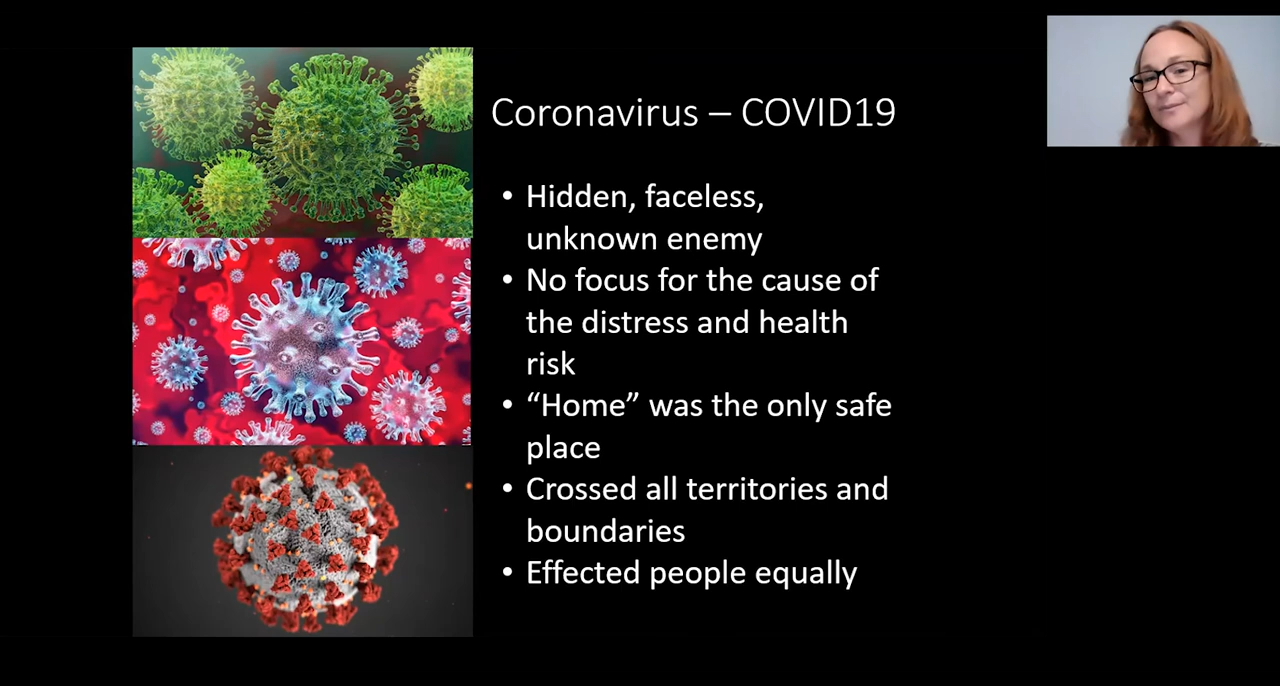 Coronavirus – COVID19
• Hidden, faceless,
unknown enemy
• No focus for the cause of
the distress and health
risk
• “Home” was the only safe
place
• Crossed all territories and
boundaries
• Effected people equally